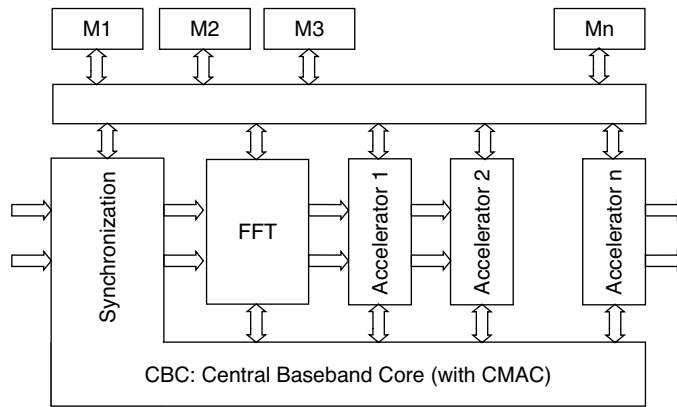 M1
M2
M3
Mn
Synchronization
FFT
Accelerator 1
Accelerator 2
Accelerator n
CBC: Central Baseband Core (with CMAC)